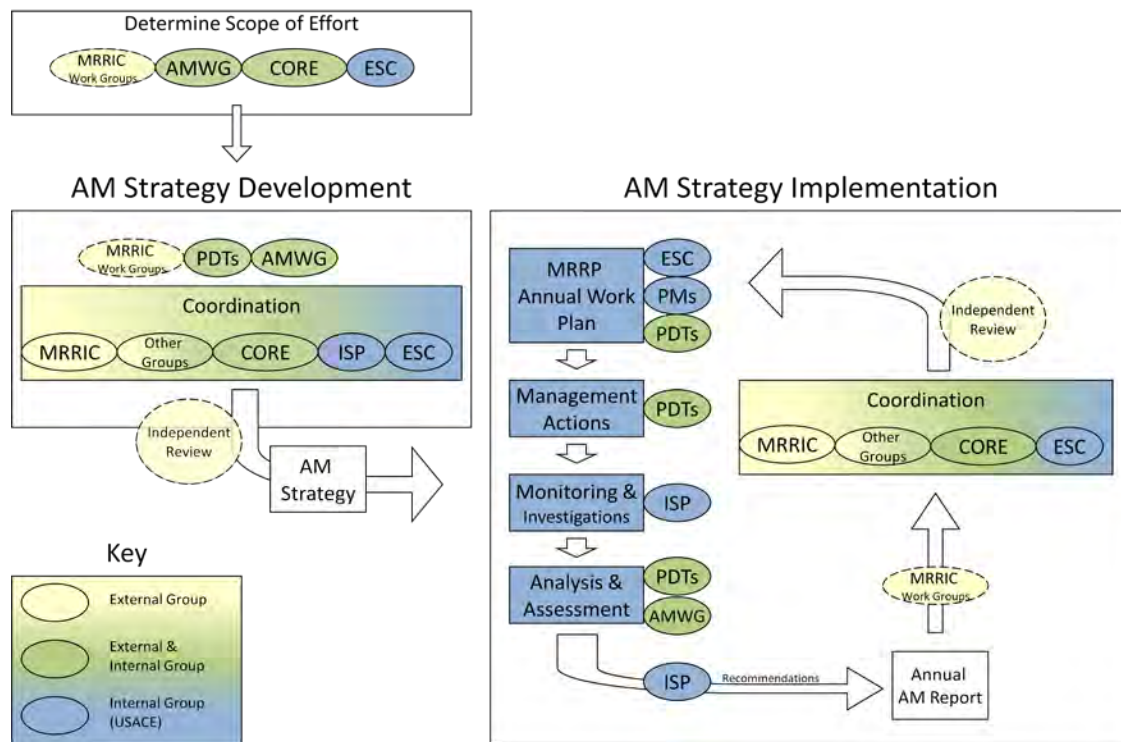 Determine Scope of Effort
MRRIC
Work Groups
AMWG
CORE
ESC
AM Strategy Development
MRRIC
Work Groups
PDTs
AMWG
Coordination
MRRIC
Other
Groups
CORE
ISP
ESC
Independent
Review
AM
Strategy
Key
External Group
External &
Internal Group
Internal Group
(USACE)
AM Strategy Implementation
MRRP
Annual Work
Plan
ESC
PMs
PDTs
Management
Actions
PDTs
Monitoring &
Investigations
ISP
Analysis &
Assessment
PDTs
AMWG
ISP
Recommendations
Annual
AM Report
MRRIC
Work Groups
Coordination
MRRIC
Other
Groups
CORE
ESC
Independent
Review